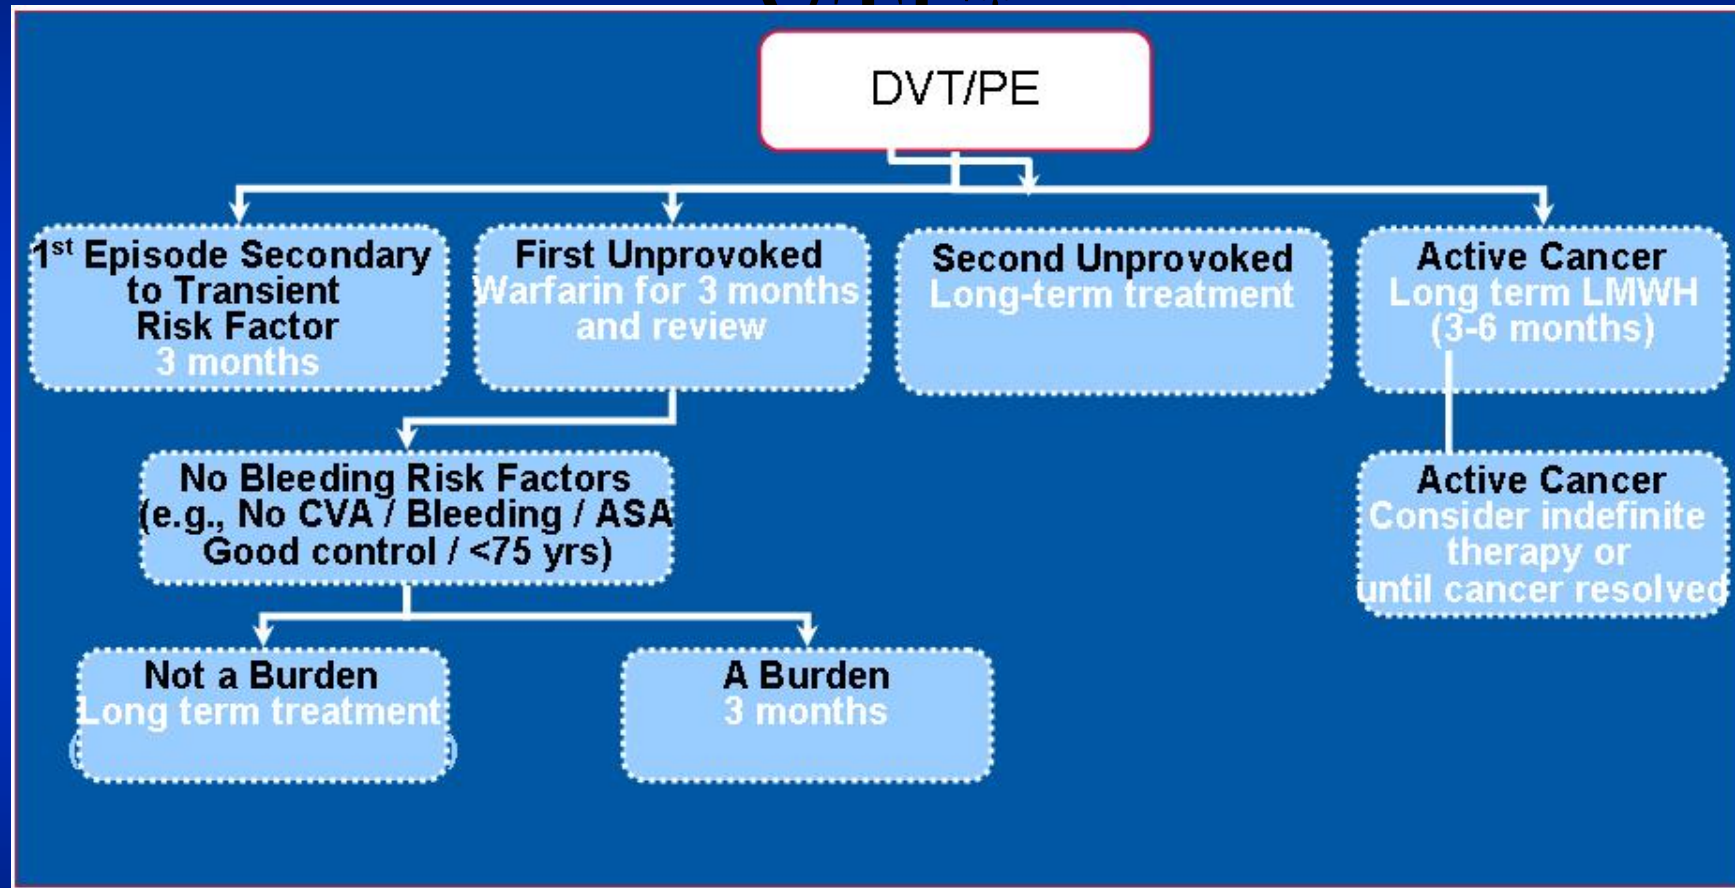 DVT/PE
1st Episode Secondary
to Transient
Risk Factor
3 months
First Unprovoked
Warfarin for 3 months
and review
Second Unprovoked
Long-term treatment
Active Cancer
Long term LMWH
(3-6 months)
No Bleeding Risk Factors
(e.g., No CVA / Bleeding / ASA
Good control / <75 yrs)
Active Cancer
Consider indefinite
therapy or
until cancer resolved
Not a Burden
Long term treatment
( )
A Burden
3 months